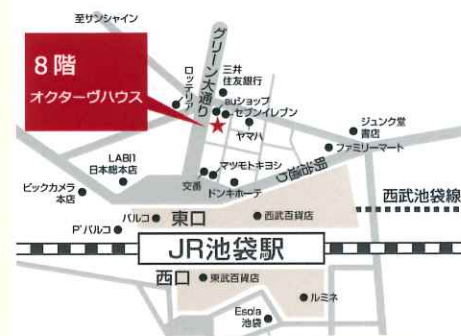 至サンシャイン
8階
オクターヴハウス
グリーン大通り
ロッテリア
三井
住友銀行
auショップ
セブンイレブン
ヤマハ
ジュンク堂
書店
ファミリーマート
明治通り
LABI1
日本総本店
マツモトキヨシ
交番
ドンキホーテ
ビックカメラ
本店
西武池袋線
パルコ
東口
西武百貨店
P'パルコ
JR池袋駅
西口
東武百貨店
ルミネ
Esola
池袋